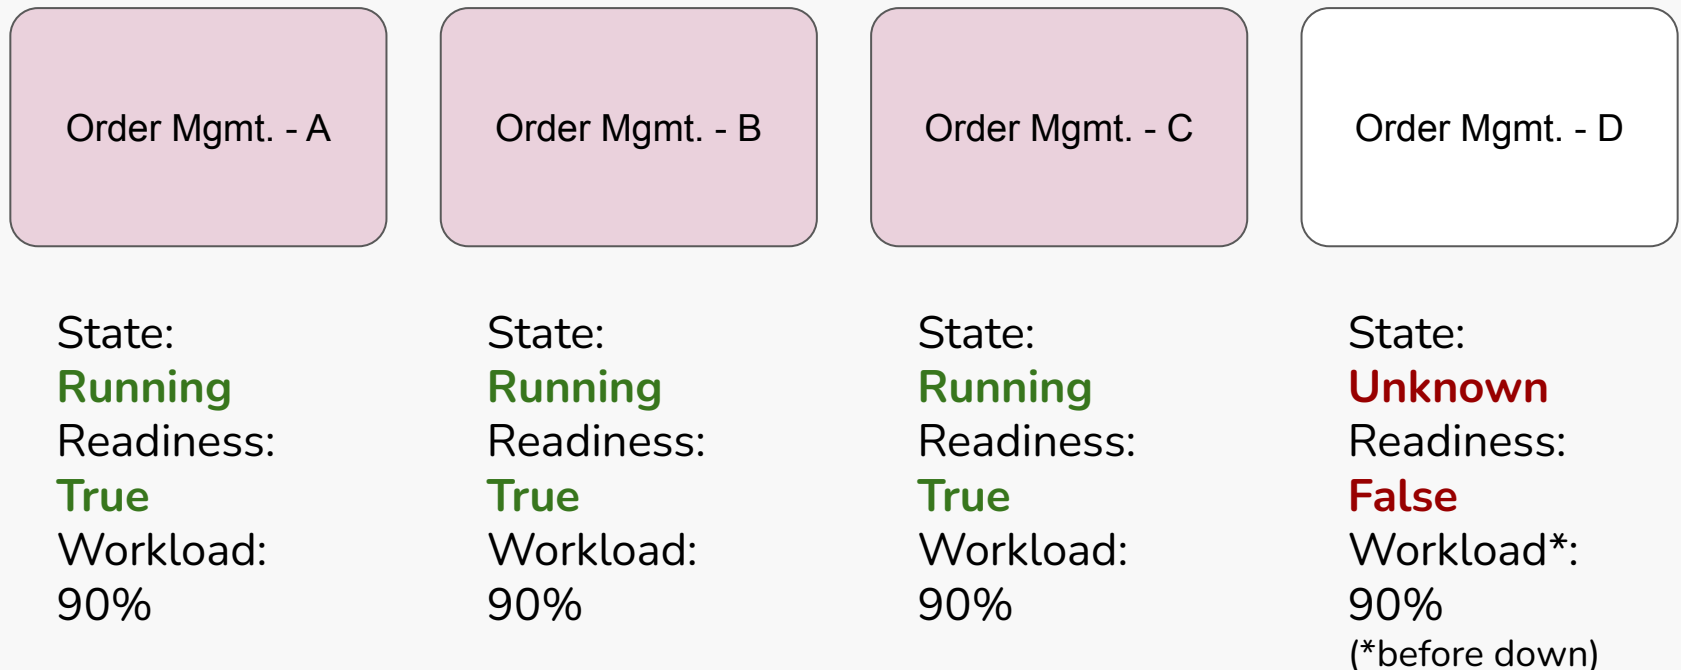 Order Mgmt. - A
State:
Running
Readiness:
True
Workload:
90%
Order Mgmt. - B
State:
Running
Readiness:
True
Workload:
90%
Order Mgmt. - C
State:
Running
Readiness:
True
Workload:
90%
Order Mgmt. - D
State:
Unknown
Readiness:
False
Workload*:
90%
(*before down)